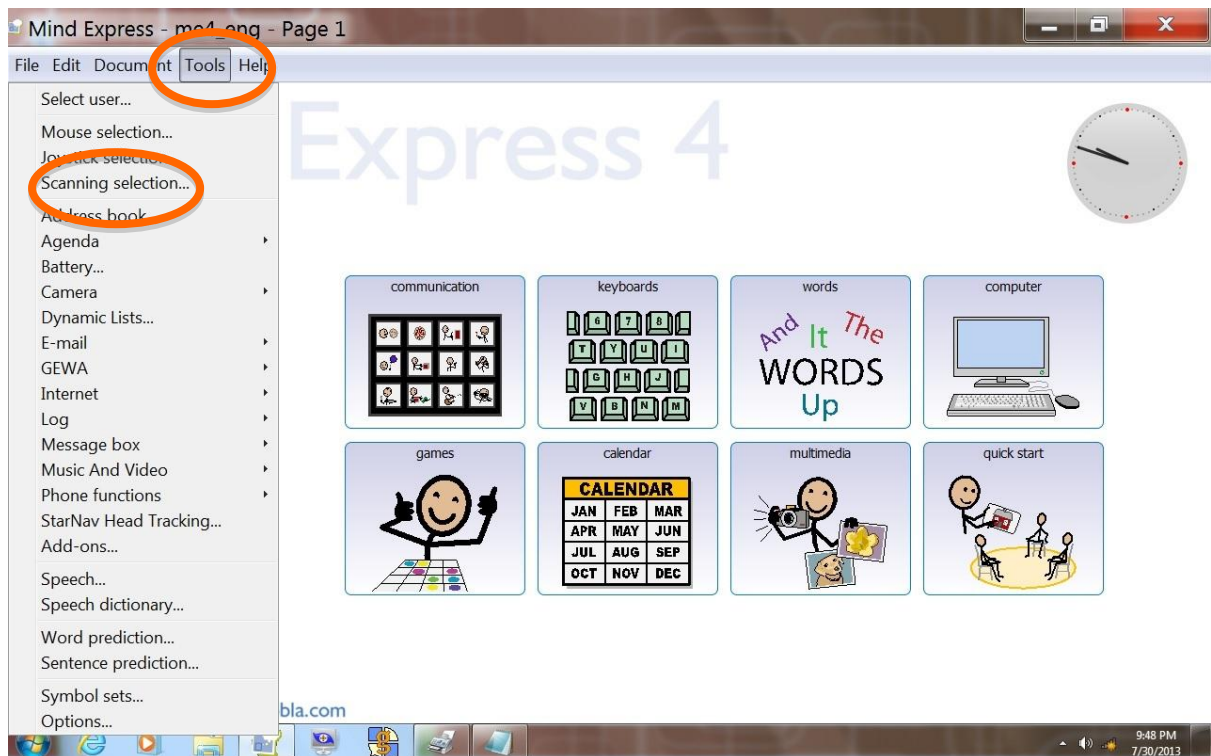 Mind Express - me4_eng - Page 1
File Edit Document Tools Help
Select user...
Mouse selection...
Joystick selection...
Scanning selection...
Address book...
Agenda
Battery...
Camera
Dynamic Lists...
E-mail
GEWA
Internet
Log
Message box
Music And Video
Phone functions
StarNav Head Tracking...
Add-ons...
Speech...
Speech dictionary...
Word prediction...
Sentence prediction...
Symbol sets...
Options...
Express 4
communication
keyboards
6 7 8
T Y U I
G H J
V B N M
words
And It The
WORDS
Up
computer
games
calendar
CALENDAR
JAN FEB MAR
APR MAY JUN
JUL AUG SEP
OCT NOV DEC
multimedia
quick start
bla.com
9:48 PM
7/30/2013